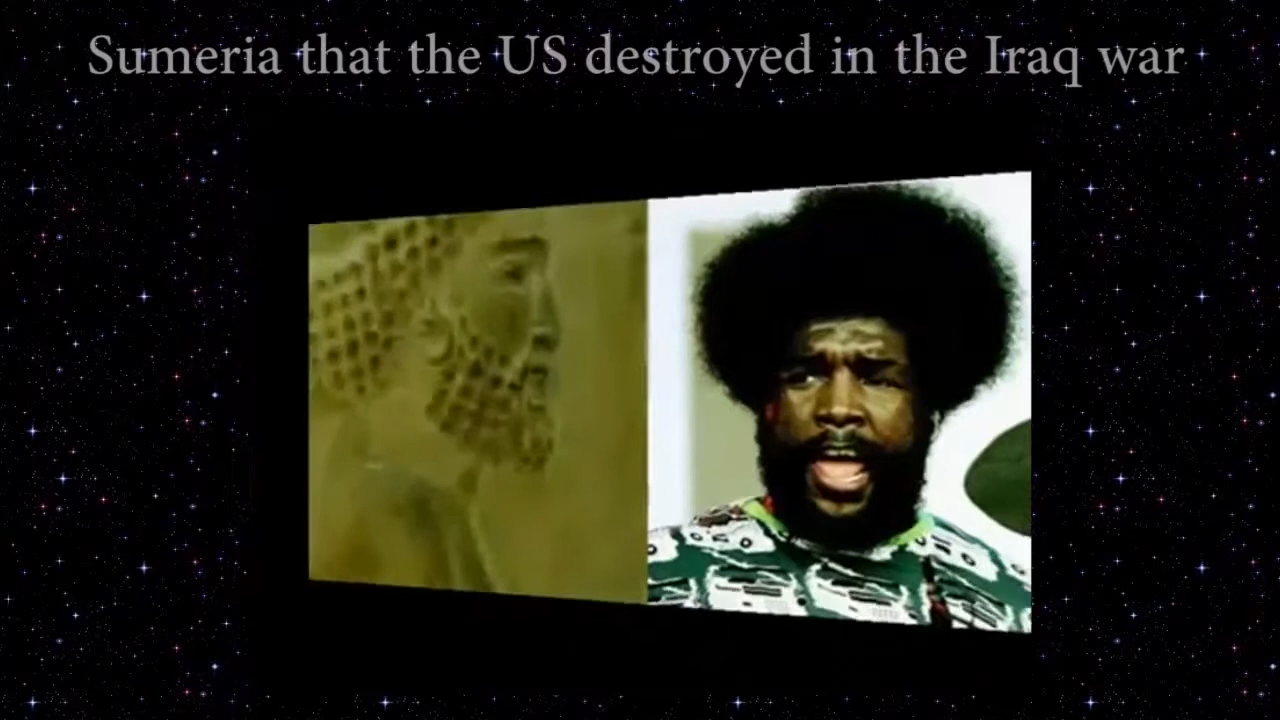 Sumeria that the US destroyed in the Iraq war